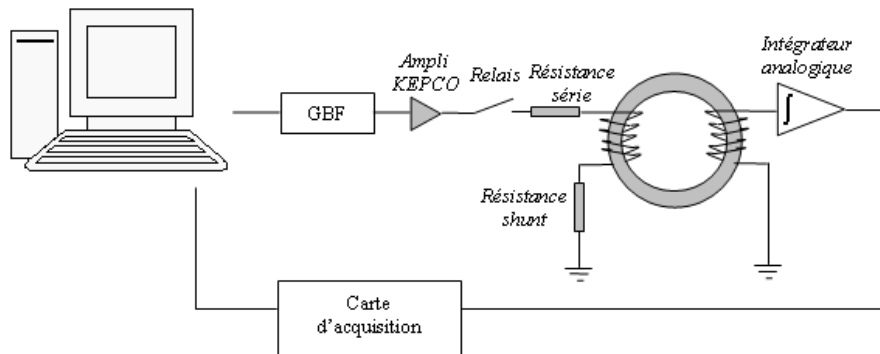 Intégrateur
analogique
Ampli
KEPCO
Relais
Résistance
série
GBF
∫
Résistance
shunt
Carte
d'acquisition